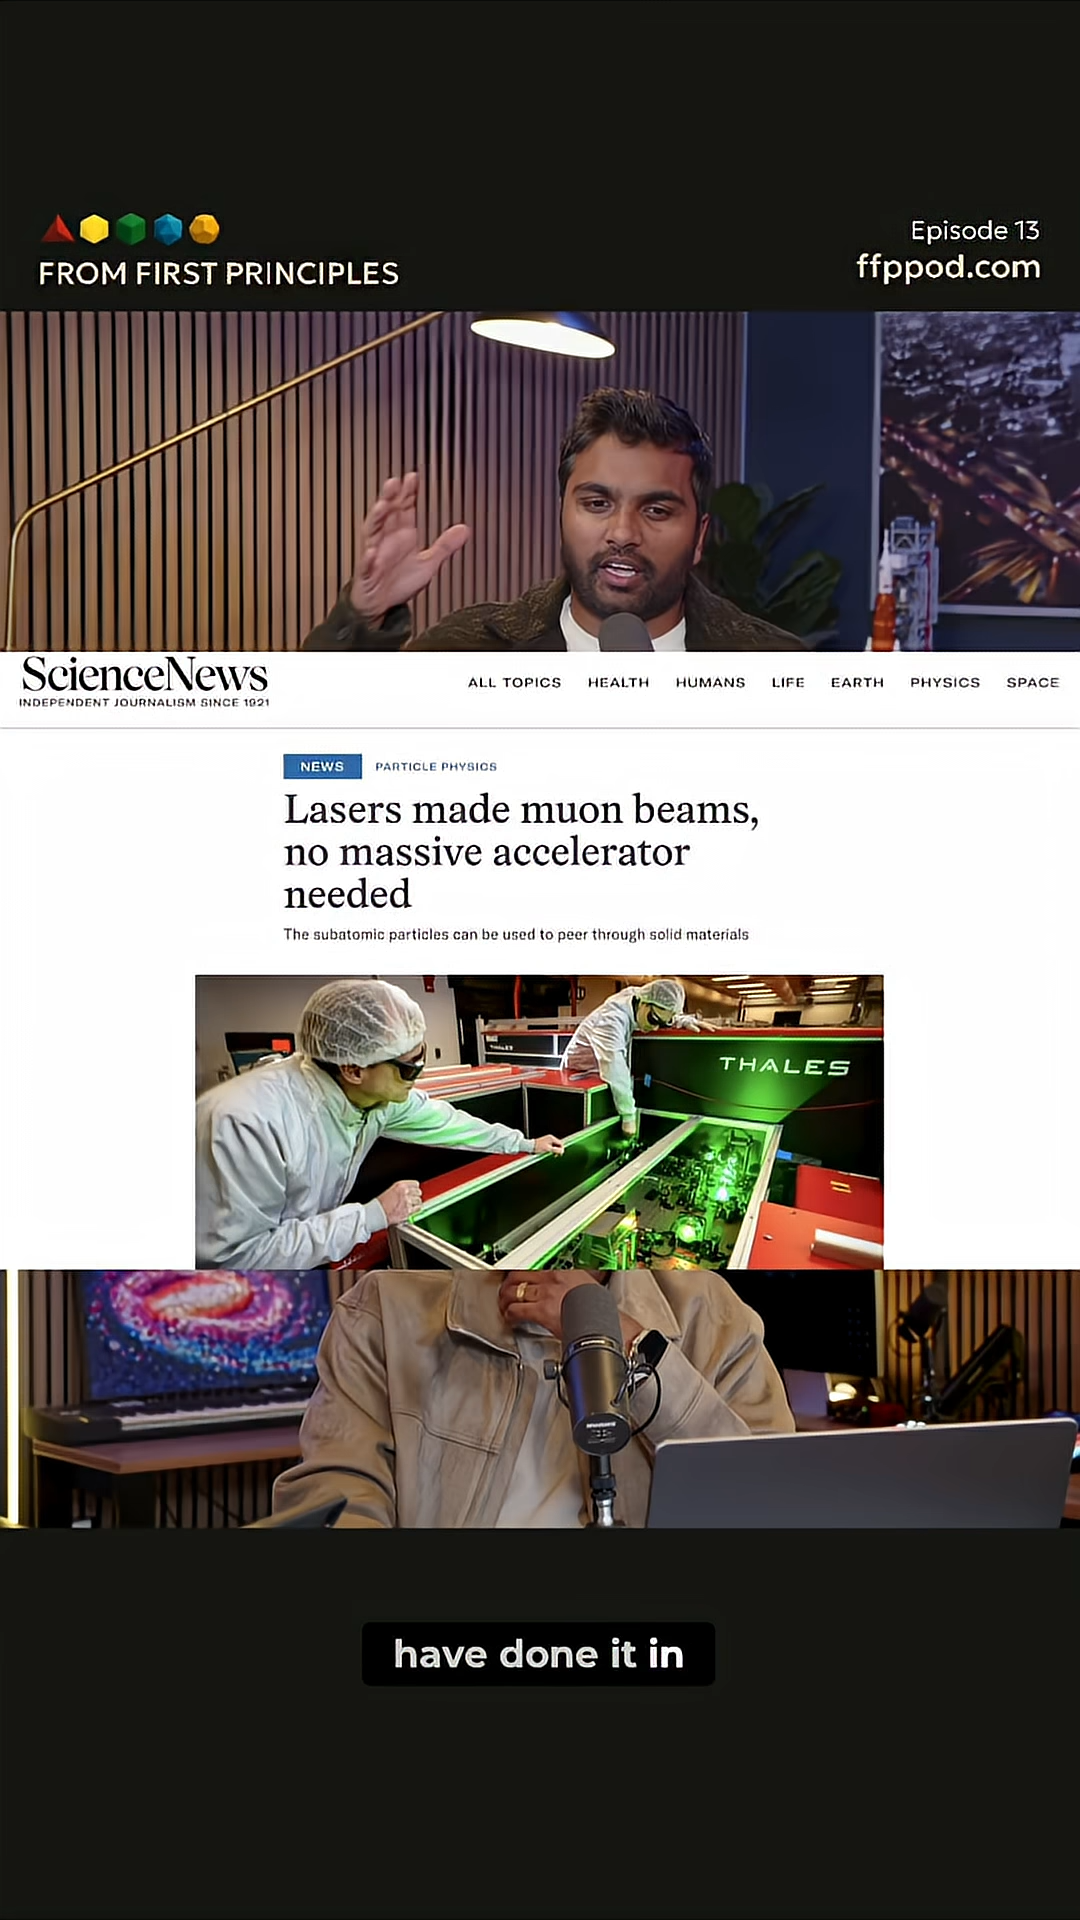 Episode 13
FROM FIRST PRINCIPLES
ffppod.com
ScienceNews
INDEPENDENT JOURNALISM SINCE 1921
ALL TOPICS HEALTH HUMANS LIFE EARTH PHYSICS SPACE
NEWS PARTICLE PHYSICS
Lasers made muon beams,
no massive accelerator
needed
The subatomic particles can be used to peer through solid materials
THALES
THALES
have done it in